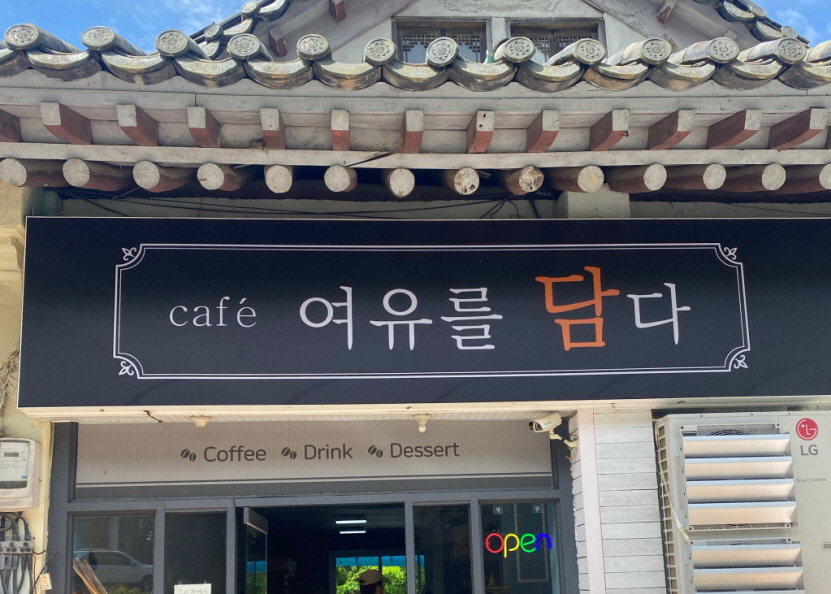 café 여유를 담다
Coffee Drink Dessert
LG
open